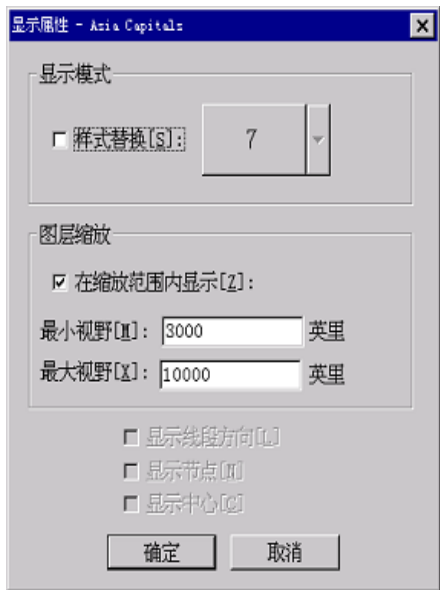 显示属性 - Asia Capitals
显示模式
样式替换[S]: 7
图层缩放
在缩放范围内显示[Z]:
最小视野[M]: 3000 英里
最大视野[X]: 10000 英里
显示线段方向[L]
显示节点[N]
显示中心[C]
确定 取消